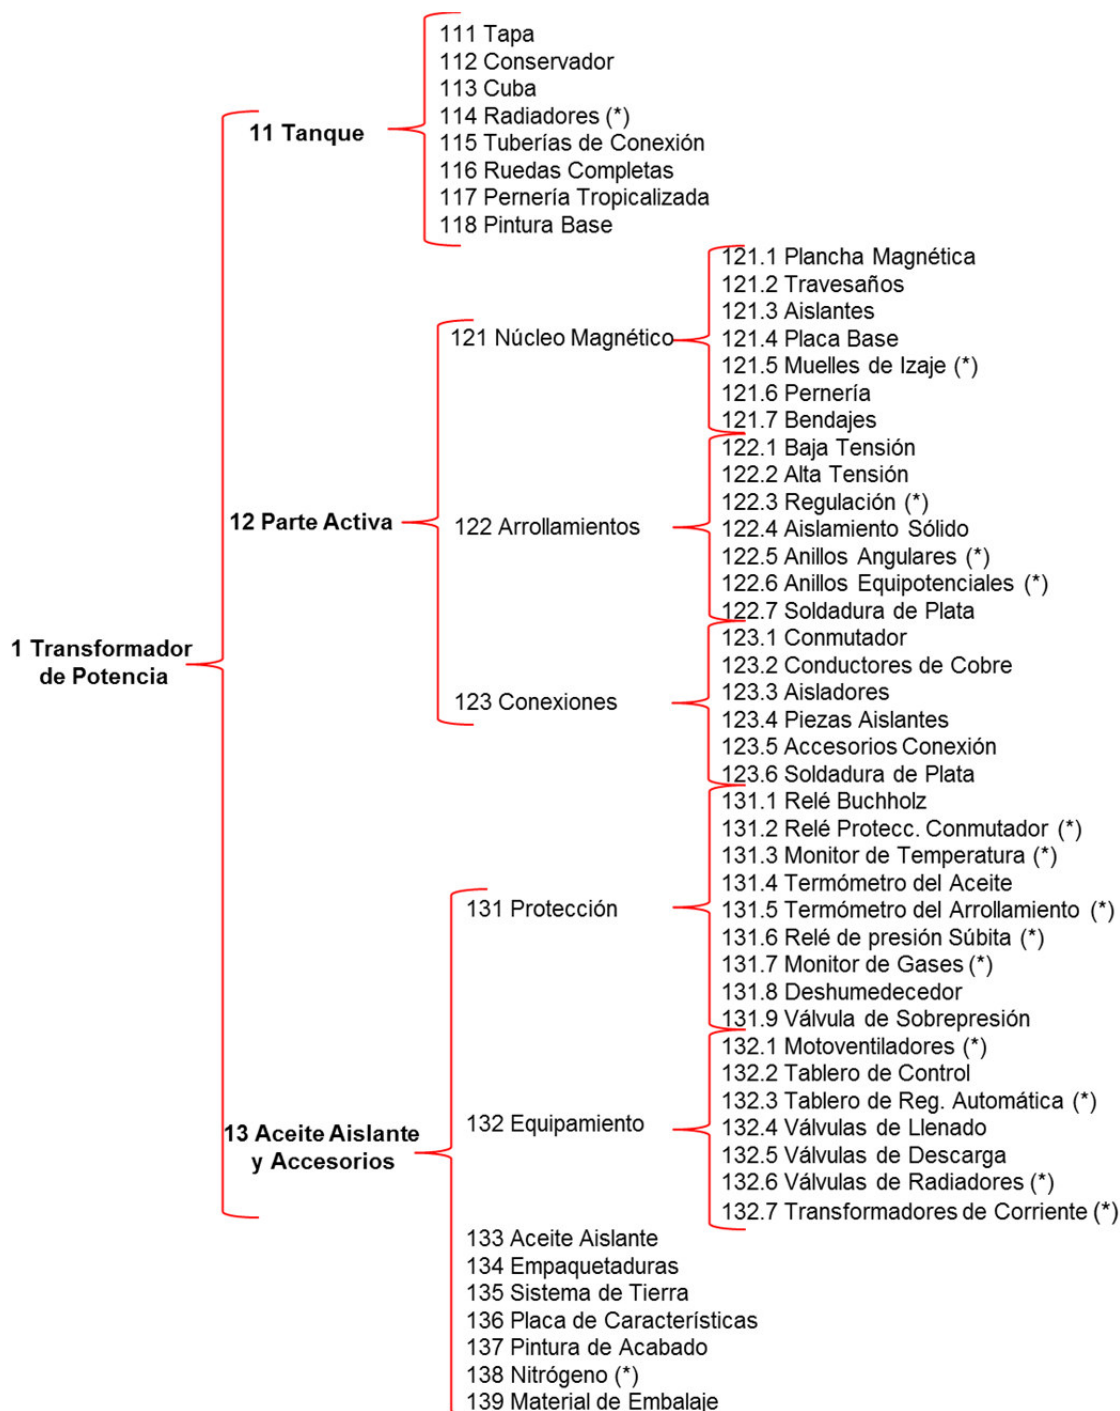 1 Transformador
de Potencia
11 Tanque
111 Tapa
112 Conservador
113 Cuba
114 Radiadores (*)
115 Tuberías de Conexión
116 Ruedas Completas
117 Pernería Tropicalizada
118 Pintura Base
12 Parte Activa
121 Núcleo Magnético
121.1 Plancha Magnética
121.2 Travesaños
121.3 Aislantes
121.4 Placa Base
121.5 Muelles de Izaje (*)
121.6 Pernería
121.7 Bendajes
122 Arrollamientos
122.1 Baja Tensión
122.2 Alta Tensión
122.3 Regulación (*)
122.4 Aislamiento Sólido
122.5 Anillos Angulares (*)
122.6 Anillos Equipotenciales (*)
122.7 Soldadura de Plata
123 Conexiones
123.1 Conmutador
123.2 Conductores de Cobre
123.3 Aisladores
123.4 Piezas Aislantes
123.5 Accesorios Conexión
123.6 Soldadura de Plata
13 Aceite Aislante
y Accesorios
131 Protección
131.1 Relé Buchholz
131.2 Relé Protecc. Conmutador (*)
131.3 Monitor de Temperatura (*)
131.4 Termómetro del Aceite
131.5 Termómetro del Arrollamiento (*)
131.6 Relé de presión Súbita (*)
131.7 Monitor de Gases (*)
131.8 Deshumedecedor
131.9 Válvula de Sobrepresión
132 Equipamiento
132.1 Motoventiladores (*)
132.2 Tablero de Control
132.3 Tablero de Reg. Automática (*)
132.4 Válvulas de Llenado
132.5 Válvulas de Descarga
132.6 Válvulas de Radiadores (*)
132.7 Transformadores de Corriente (*)
133 Aceite Aislante
134 Empaquetaduras
135 Sistema de Tierra
136 Placa de Características
137 Pintura de Acabado
138 Nitrógeno (*)
139 Material de Embalaje